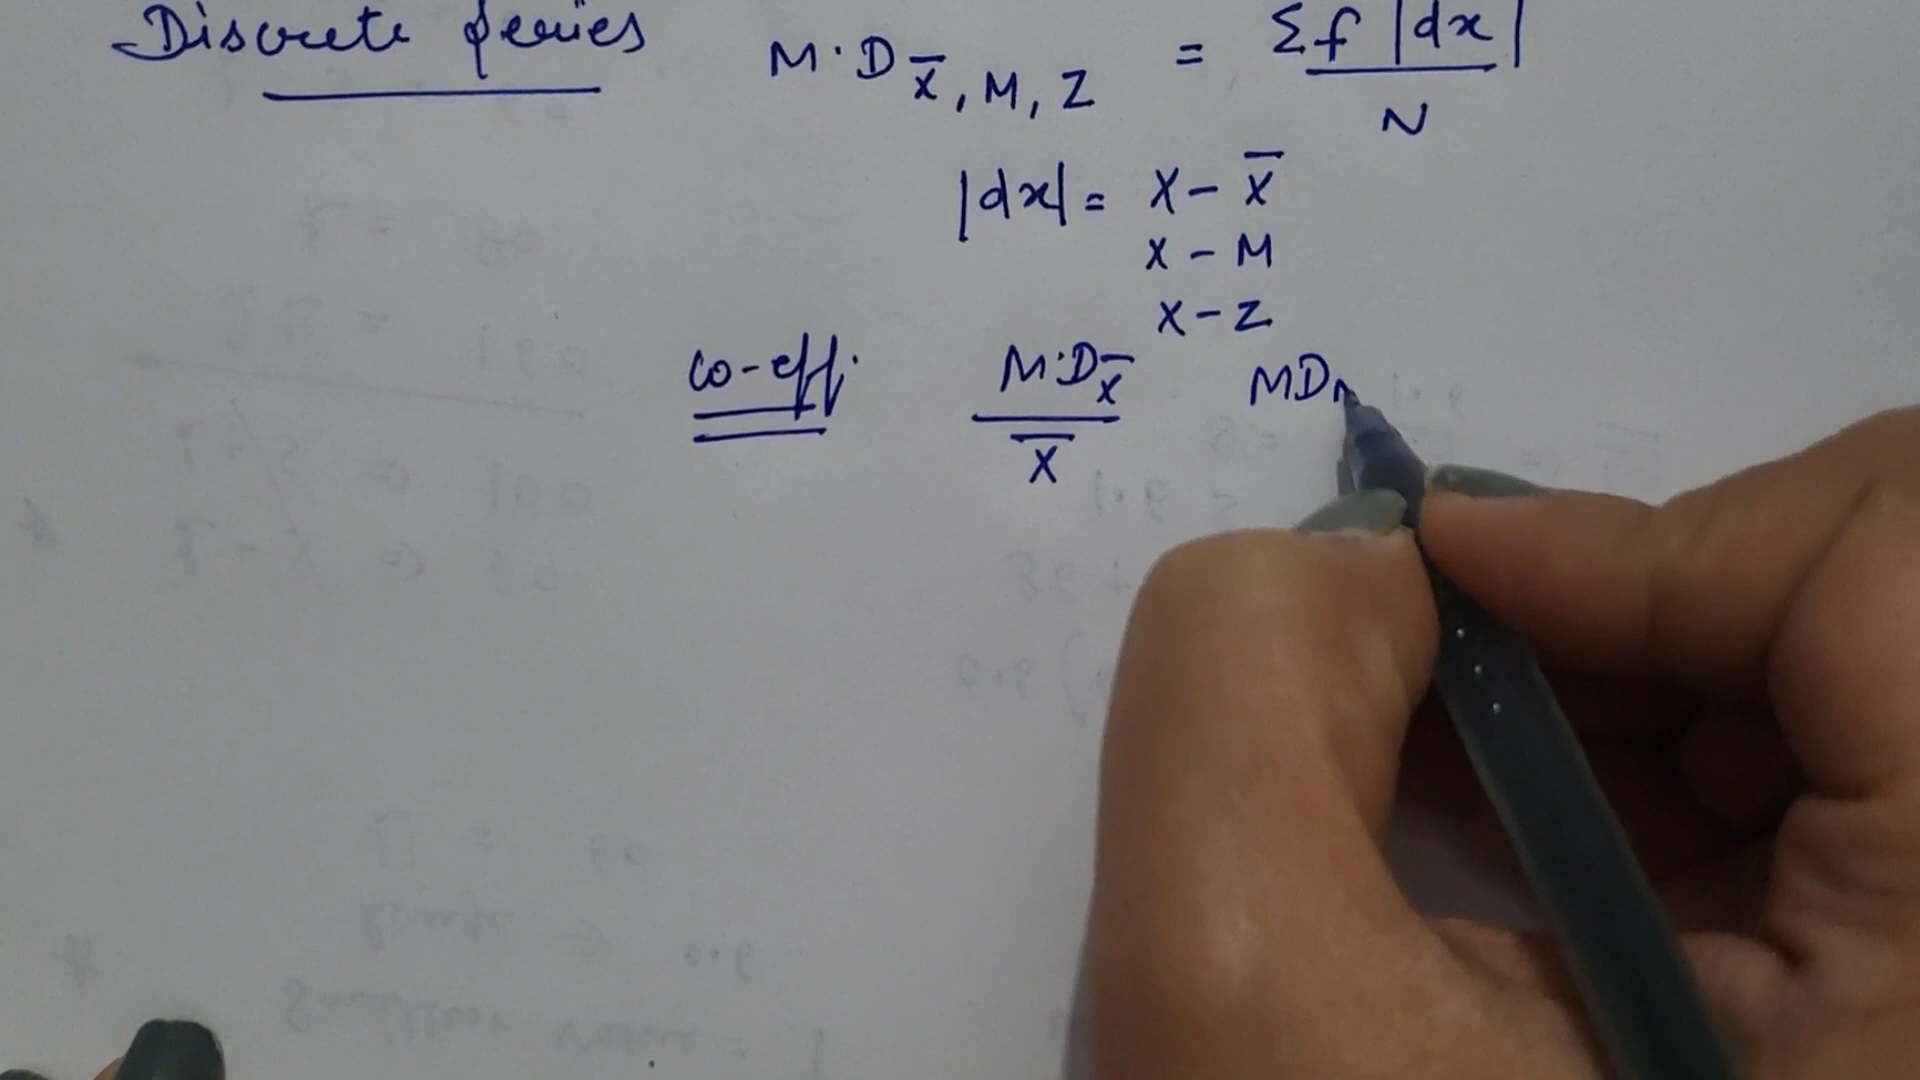 Discrete Series M.D x̄, M, Z = Σf |dx| / N
|dx| = X - x̄
X - M
X - Z
co-eff. M.D x̄ / x̄ MD